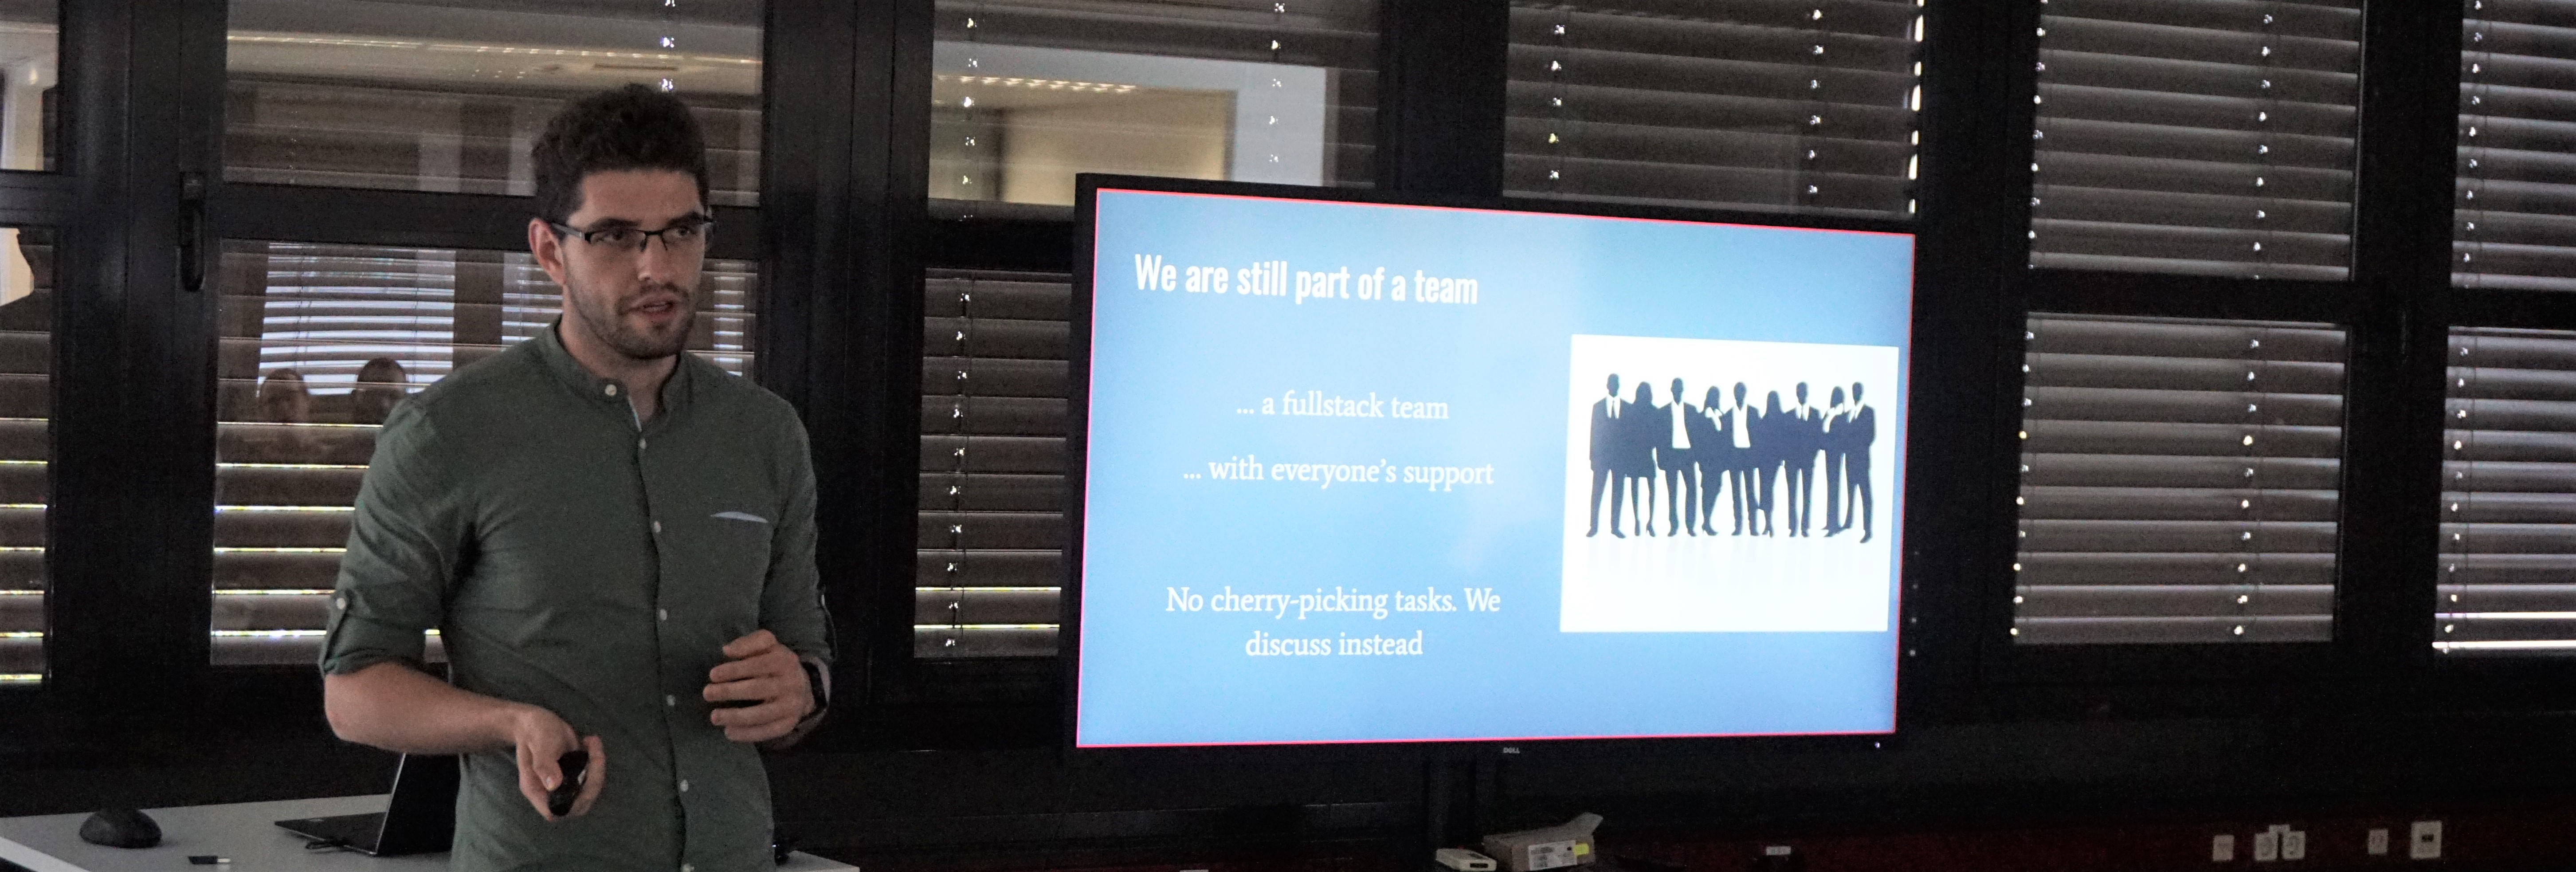 We are still part of a team
... a fullstack team
... with everyone's support
No cherry-picking tasks. We
discuss instead
DELL